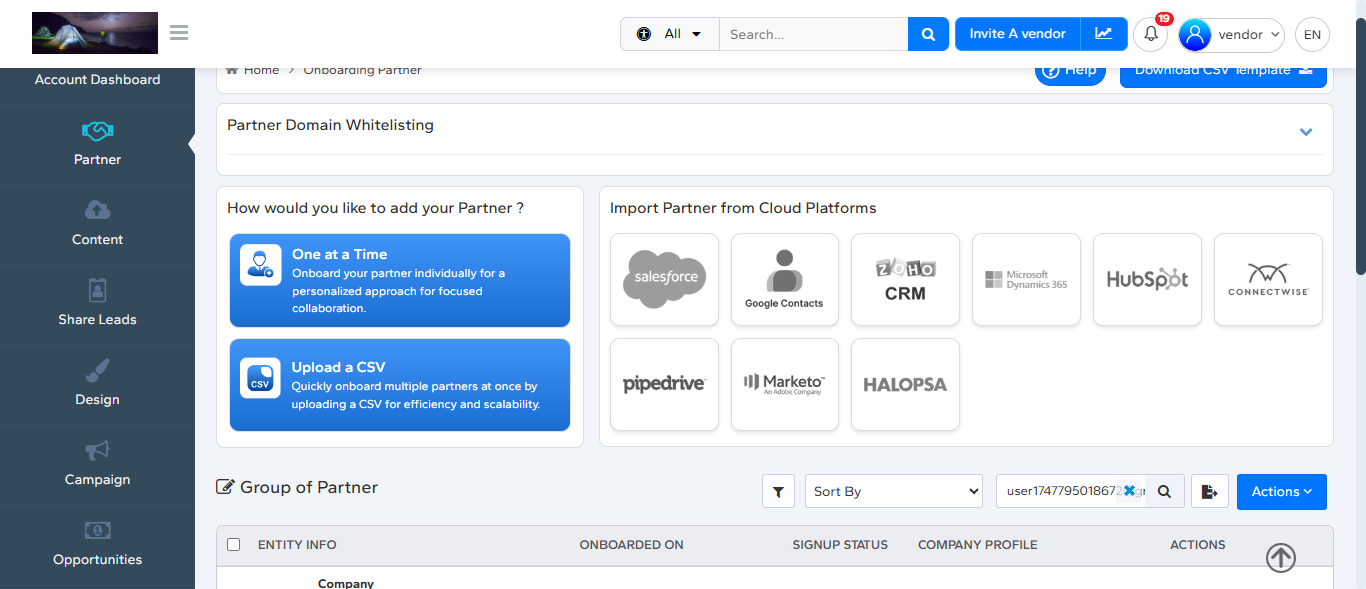 All
Search...
Invite A vendor
19
vendor
EN
Account Dashboard
Home > Onboarding Partner
Help
Download CSV Template
Partner
Content
Share Leads
Design
Campaign
Opportunities
Partner Domain Whitelisting
How would you like to add your Partner ?
One at a Time
Onboard your partner individually for a
personalized approach for focused
collaboration.
CSV
Upload a CSV
Quickly onboard multiple partners at once by
uploading a CSV for efficiency and scalability.
Import Partner from Cloud Platforms
salesforce
Google Contacts
ZOHO
CRM
Microsoft
Dynamics 365
HubSpot
CONNECTWISE
pipedrive
Marketo™
An Adobe Company
HALOPSA
Group of Partner
Sort By
user1747795018672
Actions
ENTITY INFO
ONBOARDED ON
SIGNUP STATUS
COMPANY PROFILE
ACTIONS
Company